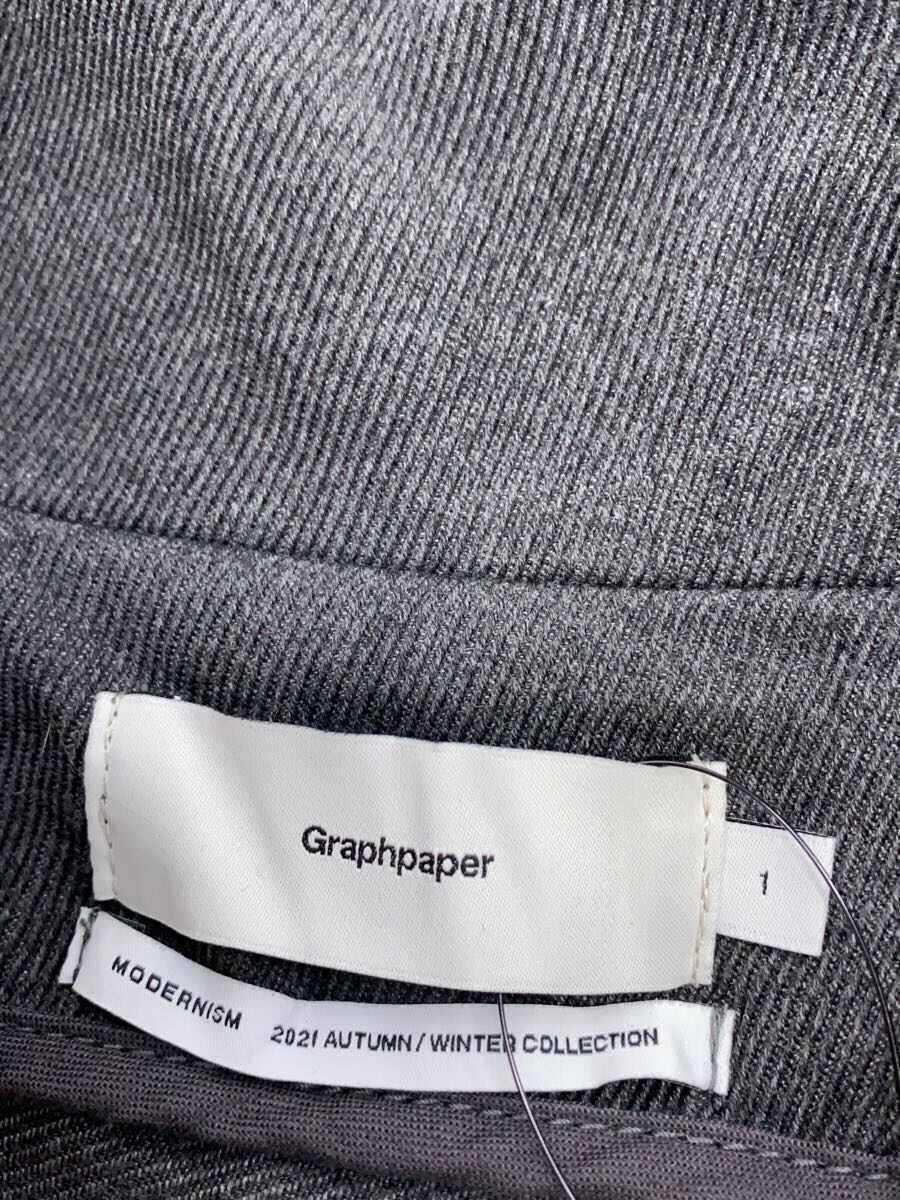 Graphpaper
1
MODERNISM 2021 AUTUMN / WINTER COLLECTION